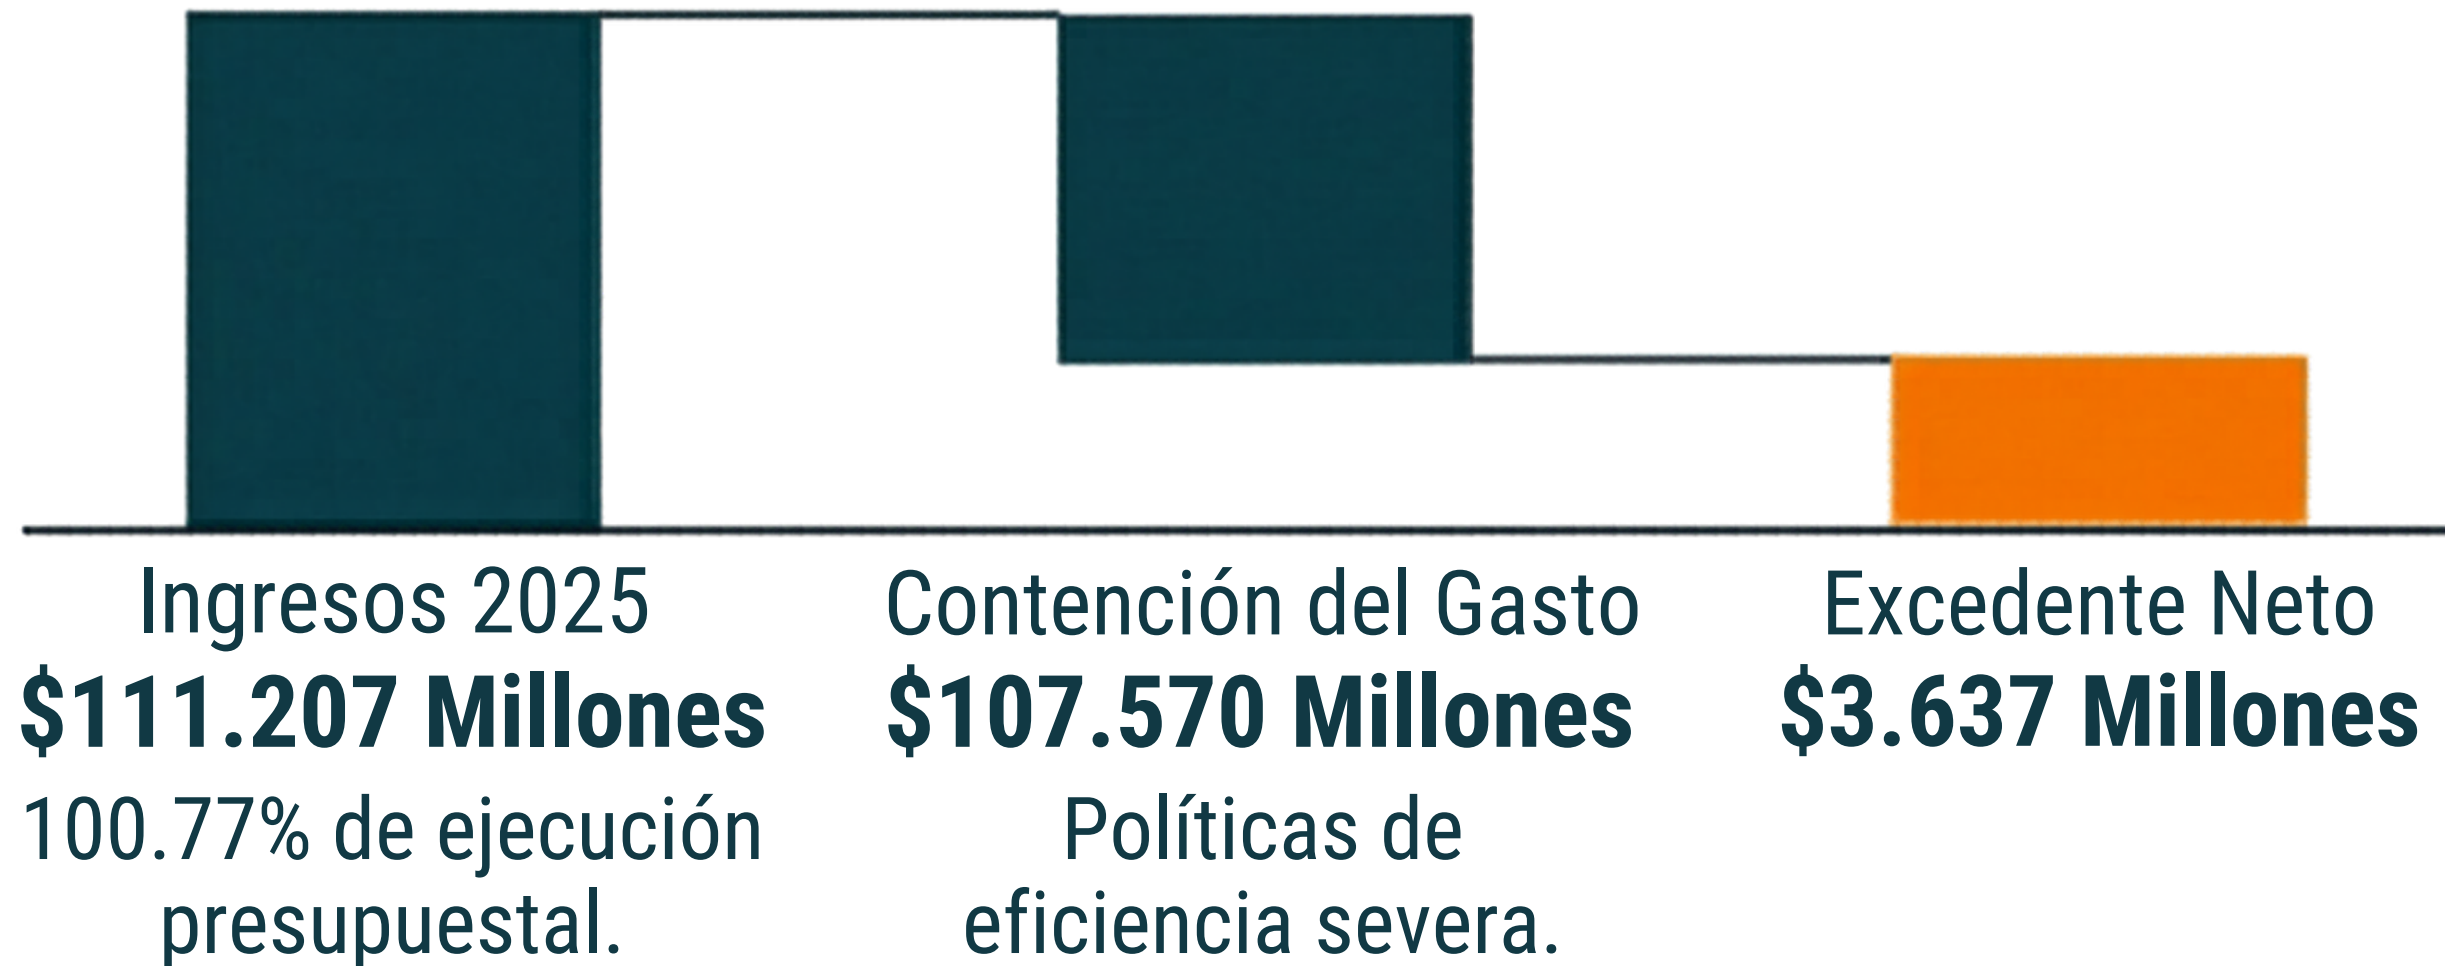 Ingresos 2025
$111.207 Millones
100.77% de ejecución
presupuestal.
Contención del Gasto
$107.570 Millones
Políticas de
eficiencia severa.
Excedente Neto
$3.637 Millones